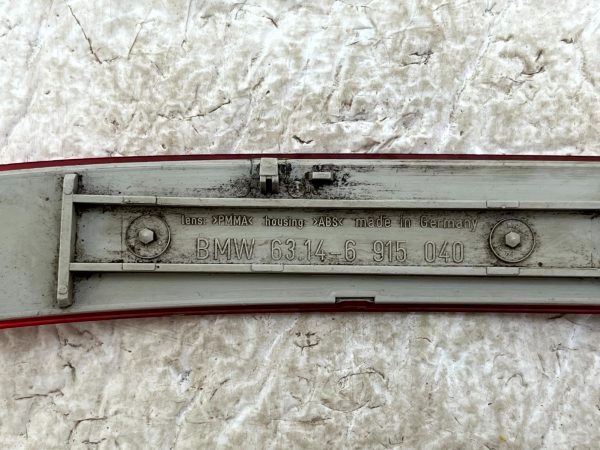 lens: >PMMA< housing >ABS< made in Germany
BMW 63.14-6 915 040